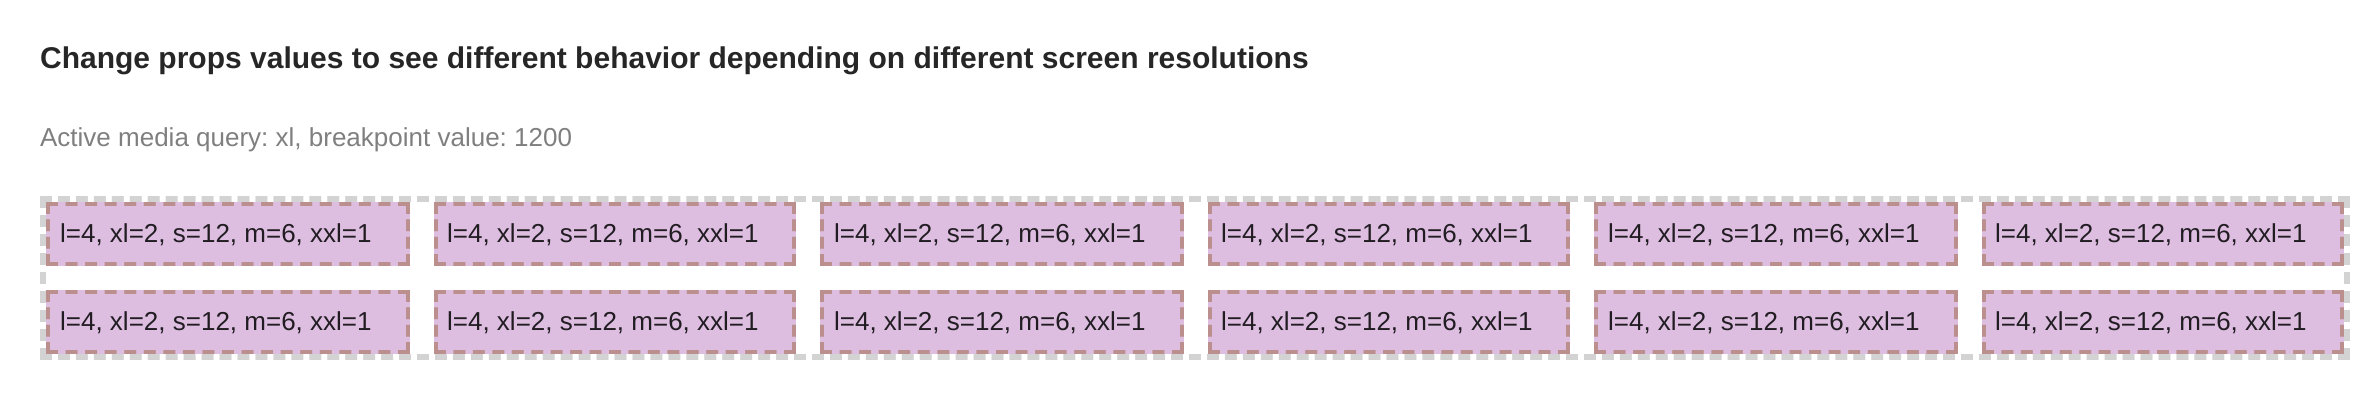 Change props values to see different behavior depending on different screen resolutions
Active media query: xl, breakpoint value: 1200
l=4, xl=2, s=12, m=6, xxl=1 l=4, xl=2, s=12, m=6, xxl=1 l=4, xl=2, s=12, m=6, xxl=1 l=4, xl=2, s=12, m=6, xxl=1 l=4, xl=2, s=12, m=6, xxl=1 l=4, xl=2, s=12, m=6, xxl=1
l=4, xl=2, s=12, m=6, xxl=1 l=4, xl=2, s=12, m=6, xxl=1 l=4, xl=2, s=12, m=6, xxl=1 l=4, xl=2, s=12, m=6, xxl=1 l=4, xl=2, s=12, m=6, xxl=1 l=4, xl=2, s=12, m=6, xxl=1